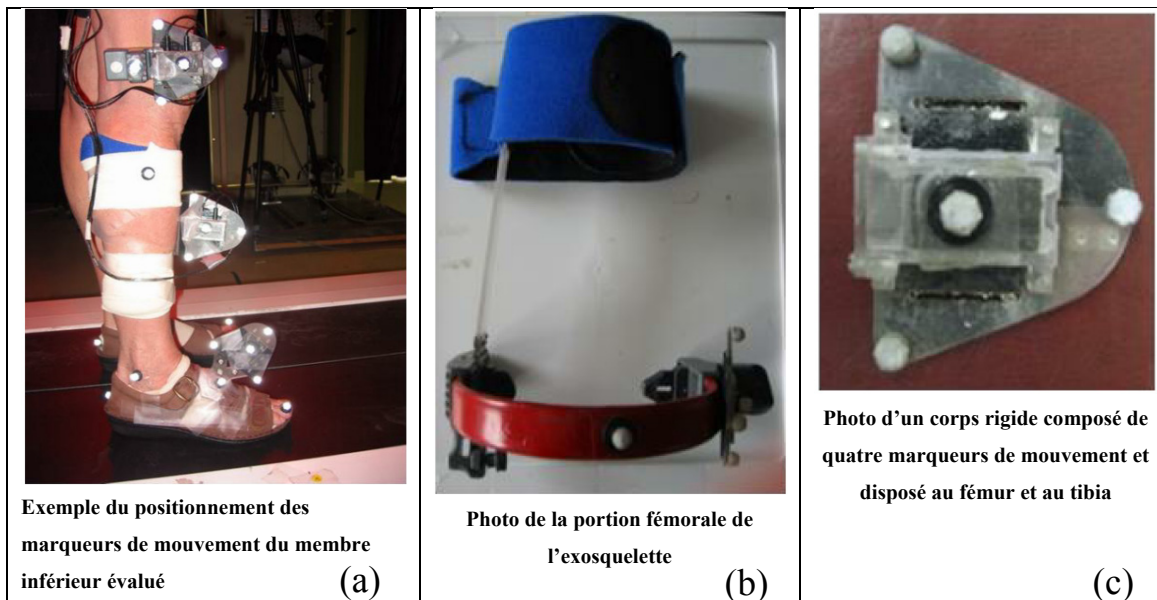 Exemple du positionnement des
marqueurs de mouvement du membre
inférieur évalué
(a)
Photo de la portion fémorale de
l’exosquelette
(b)
Photo d’un corps rigide composé de
quatre marqueurs de mouvement et
disposé au fémur et au tibia
(c)